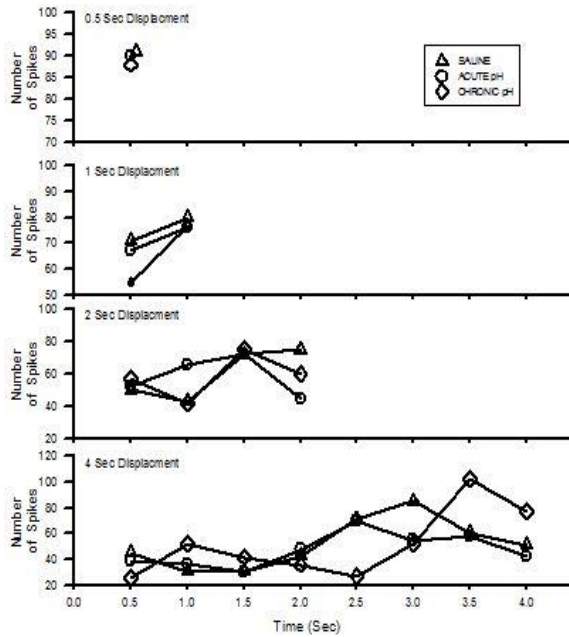 0.5 Sec Displacment
Number
of Spikes
100
95
90
85
80
75
70
SALINE
ACUTE pH
CHRONIC pH
1 Sec Displacment
Number
of Spikes
100
90
80
70
60
50
2 Sec Displacment
Number
of Spikes
100
80
60
40
20
4 Sec Displacment
Number
of Spikes
120
100
80
60
40
20
0.0 0.5 1.0 1.5 2.0 2.5 3.0 3.5 4.0
Time (Sec)